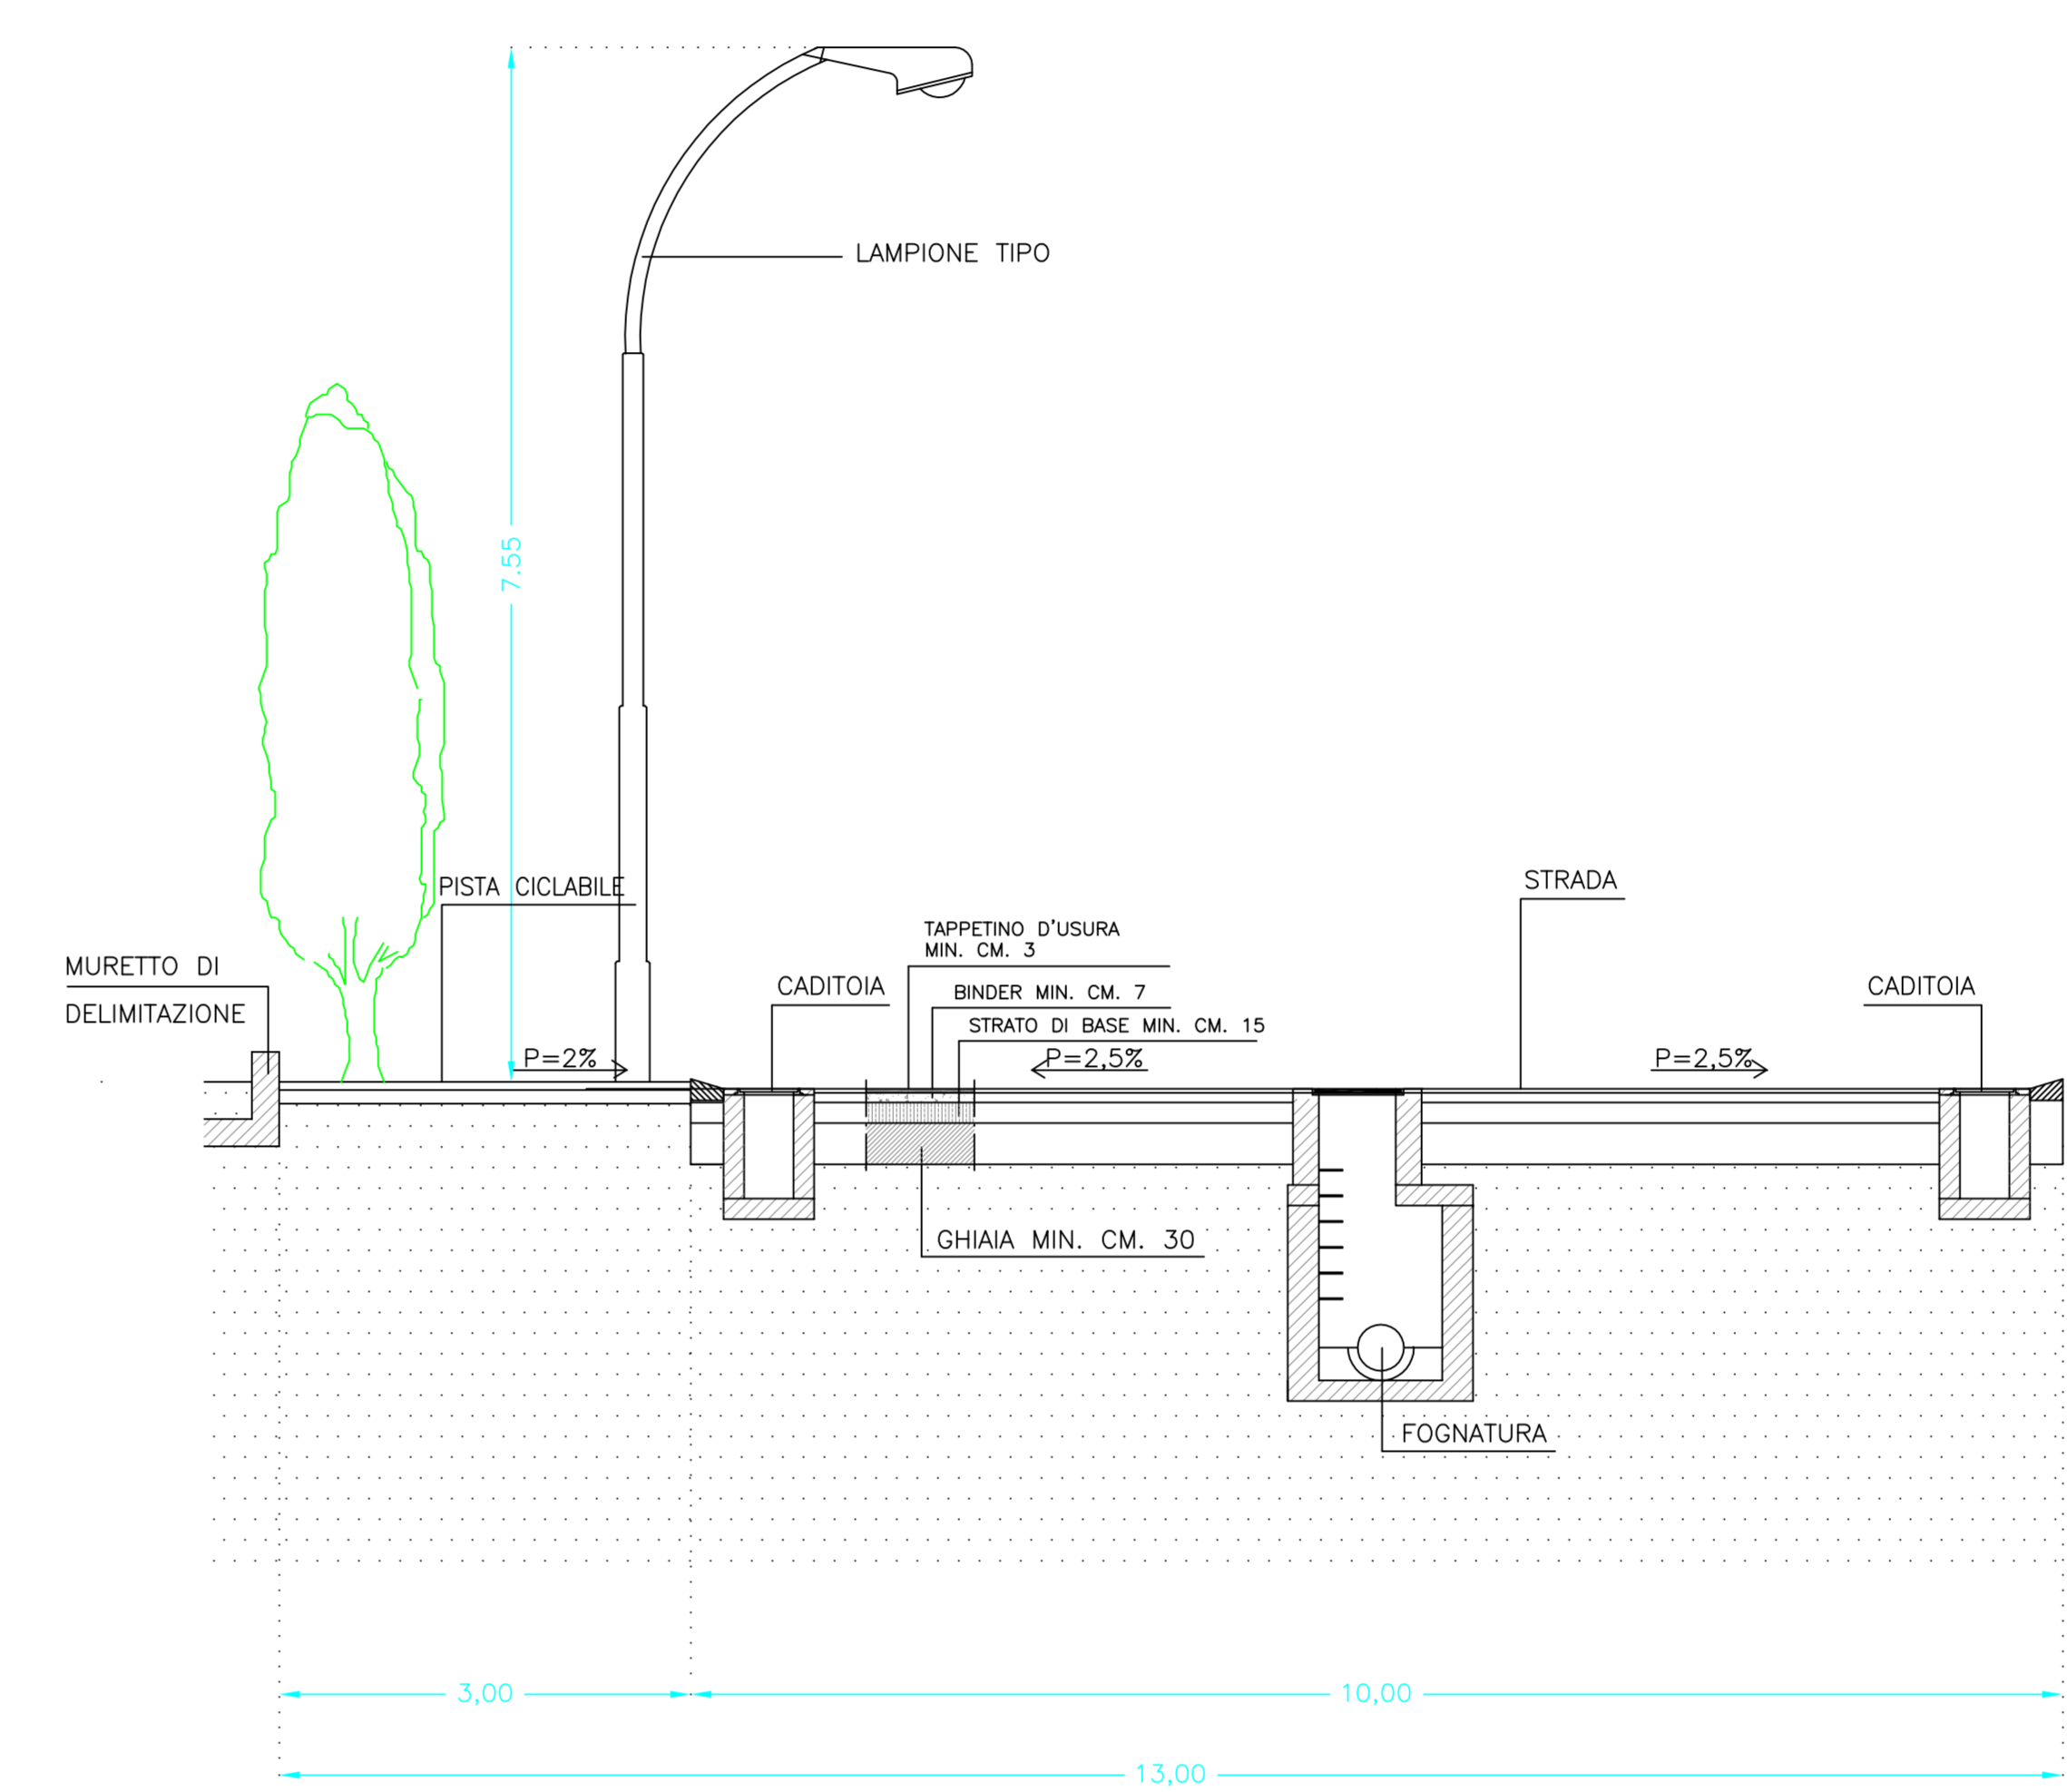 LAMPIONE TIPO
7.55
PISTA CICLABILE
STRADA
TAPPETINO D'USURA
MIN. CM. 3
MURETTO DI
DELIMITAZIONE
CADITOIA
BINDER MIN. CM. 7
CADITOIA
STRATO DI BASE MIN. CM. 15
P=2%
P=2,5%
P=2,5%
GHIAIA MIN. CM. 30
FOGNATURA
3,00
10,00
13,00